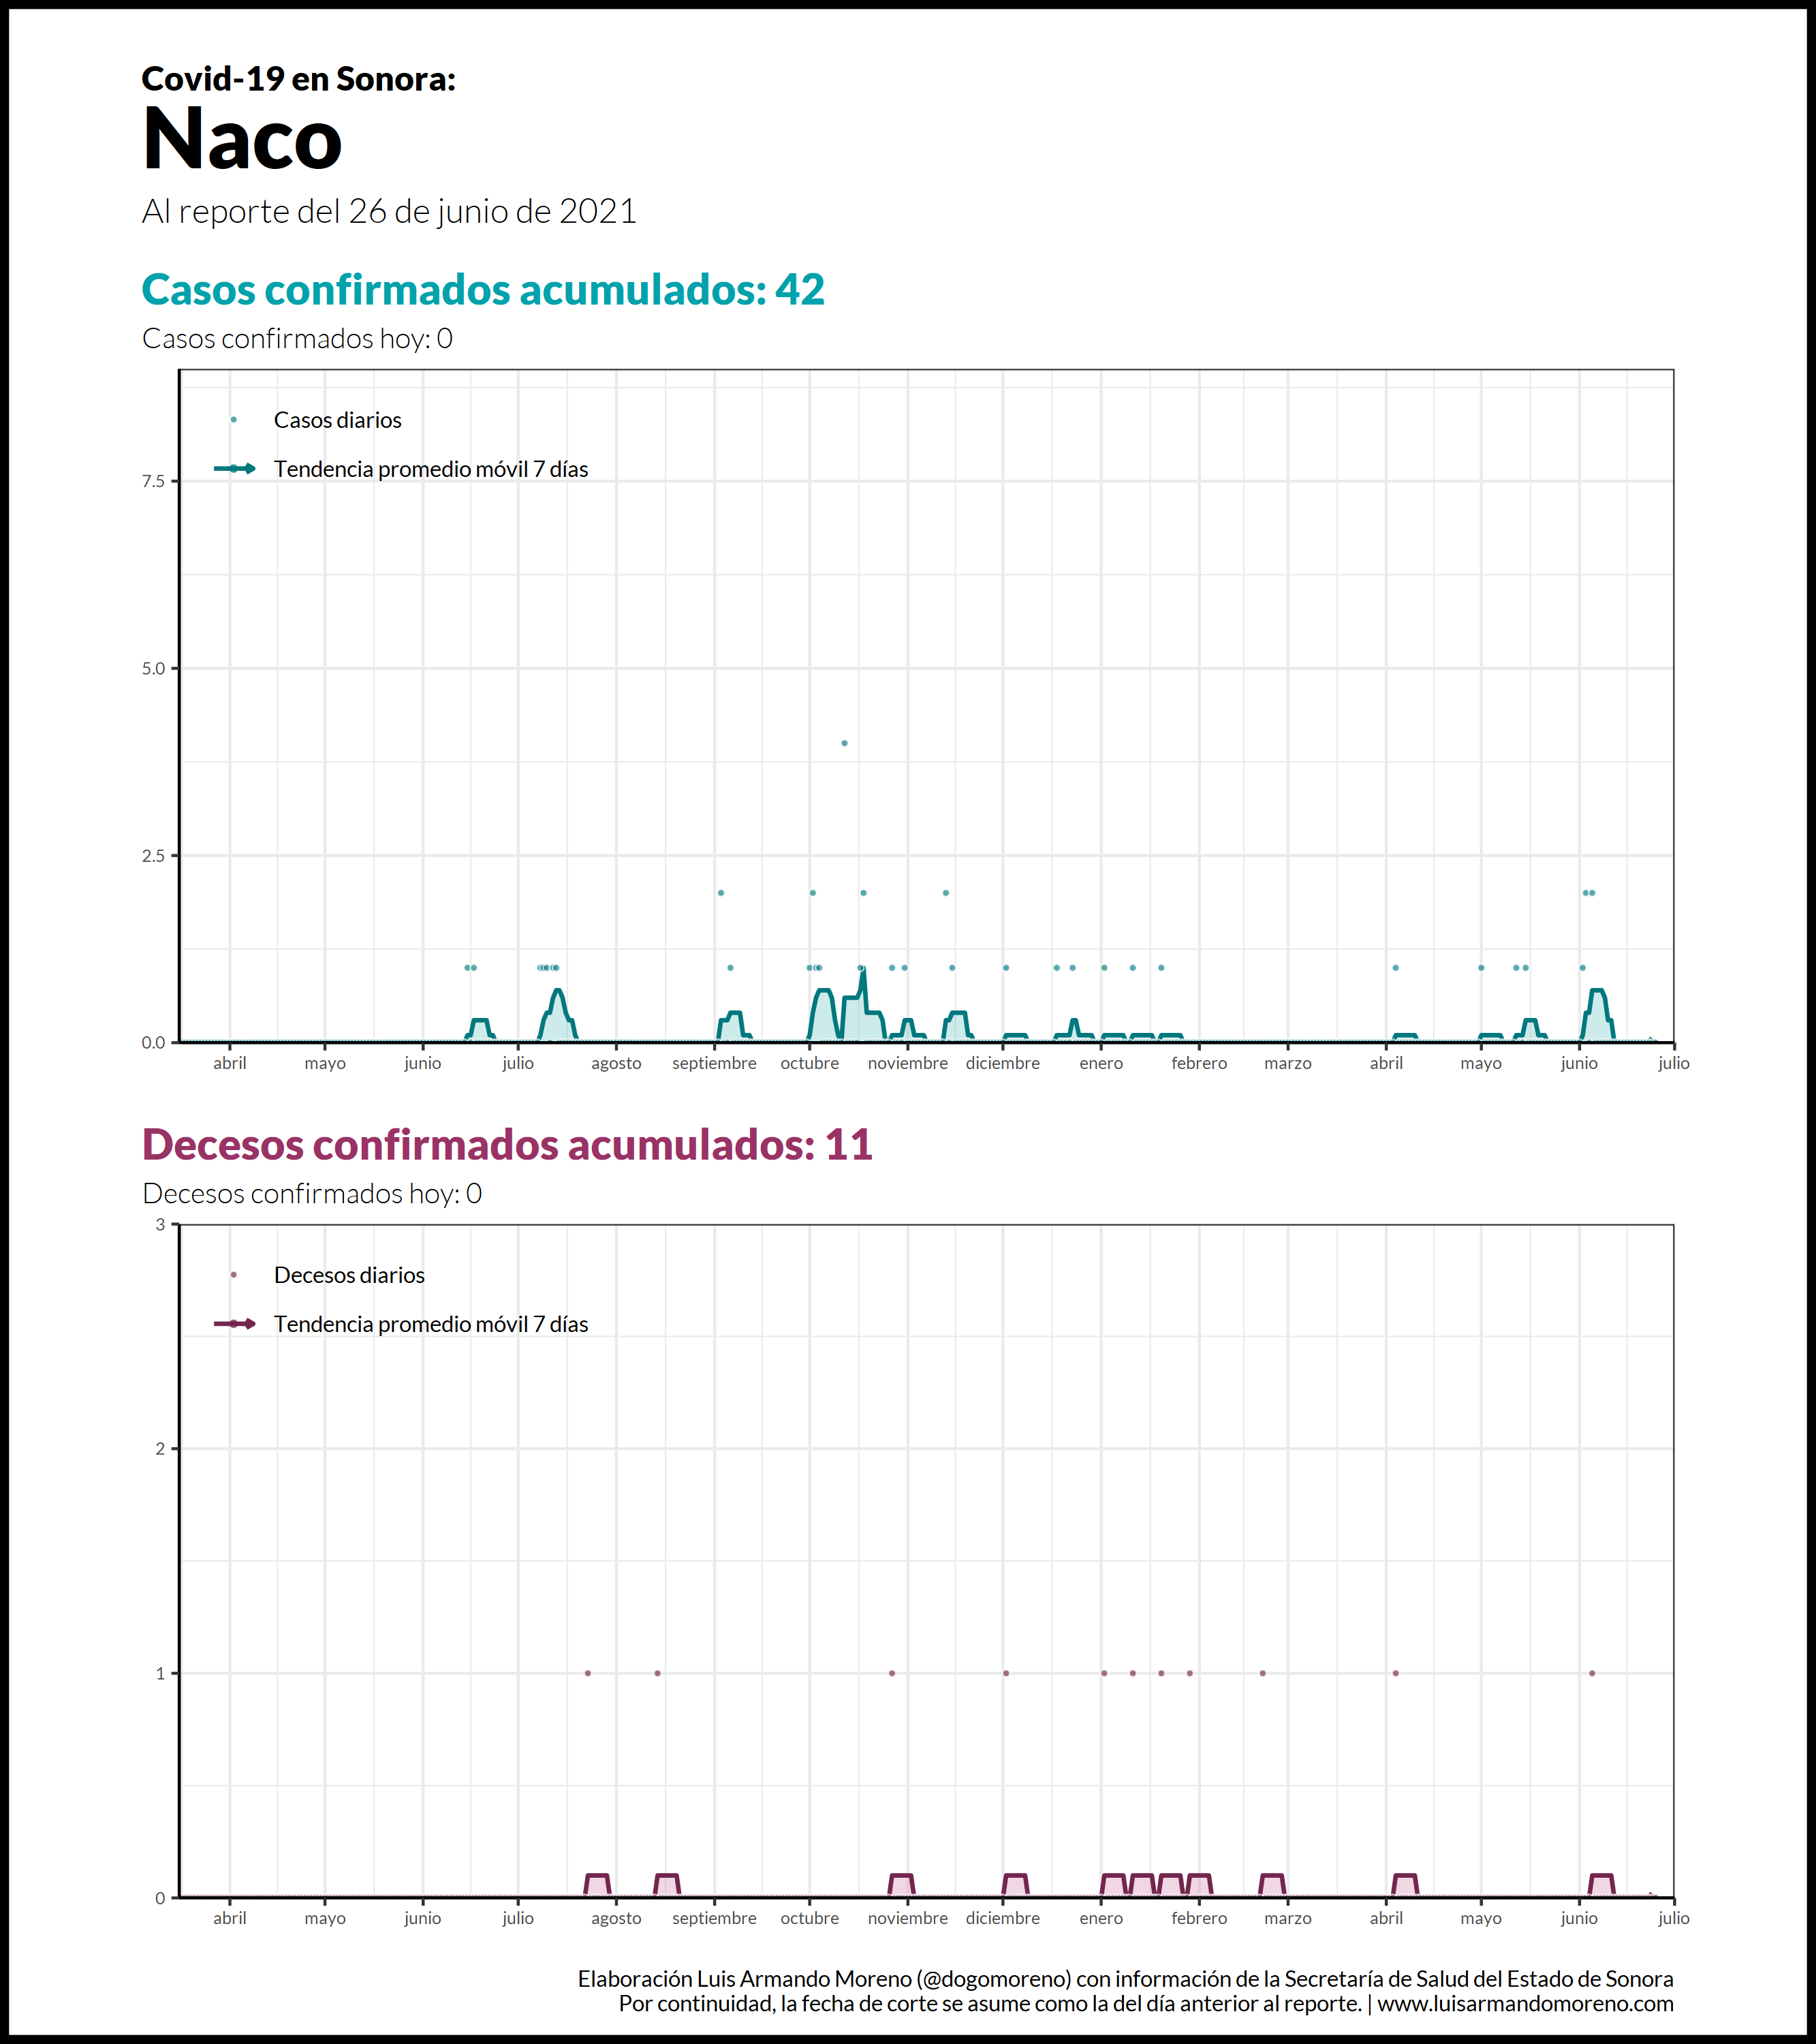 Covid-19 en Sonora:
Naco
Al reporte del 26 de junio de 2021
Casos confirmados acumulados: 42
Casos confirmados hoy: 0
Casos diarios
Tendencia promedio móvil 7 días
7.5
5.0
2.5
0.0
abril mayo junio julio agosto septiembre octubre noviembre diciembre enero febrero marzo abril mayo junio julio
Decesos confirmados acumulados: 11
Decesos confirmados hoy: 0
3
Decesos diarios
Tendencia promedio móvil 7 días
2
1
0
abril mayo junio julio agosto septiembre octubre noviembre diciembre enero febrero marzo abril mayo junio julio
Elaboración Luis Armando Moreno (@dogomoreno) con información de la Secretaría de Salud del Estado de Sonora
Por continuidad, la fecha de corte se asume como la del día anterior al reporte. | www.luisarmandomoreno.com